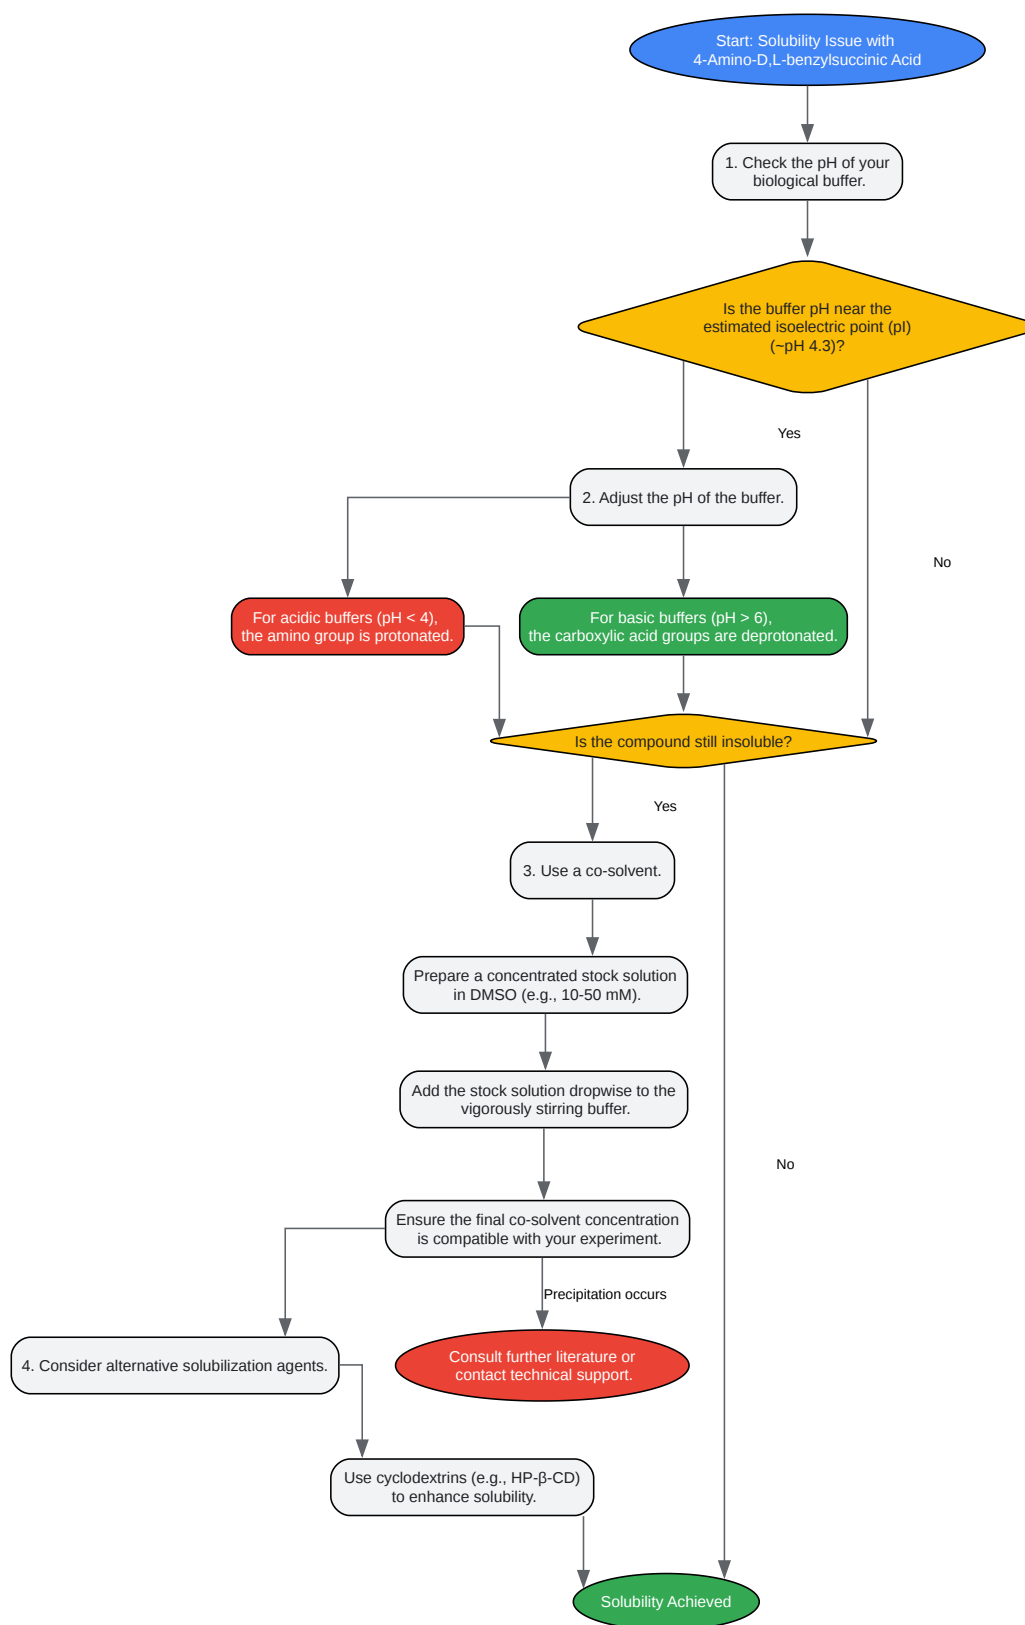 Start: Solubility Issue with
4-Amino-D,L-benzylsuccinic Acid
1. Check the pH of your
biological buffer.
Is the buffer pH near the
estimated isoelectric point (pI)
(~pH 4.3)?
Yes
2. Adjust the pH of the buffer.
No
For acidic buffers (pH < 4),
the amino group is protonated.
For basic buffers (pH > 6),
the carboxylic acid groups are deprotonated.
Is the compound still insoluble?
Yes
3. Use a co-solvent.
Prepare a concentrated stock solution
in DMSO (e.g., 10-50 mM).
Add the stock solution dropwise to the
vigorously stirring buffer.
No
Ensure the final co-solvent concentration
is compatible with your experiment.
Precipitation occurs
4. Consider alternative solubilization agents.
Consult further literature or
contact technical support.
Use cyclodextrins (e.g., HP-β-CD)
to enhance solubility.
Solubility Achieved